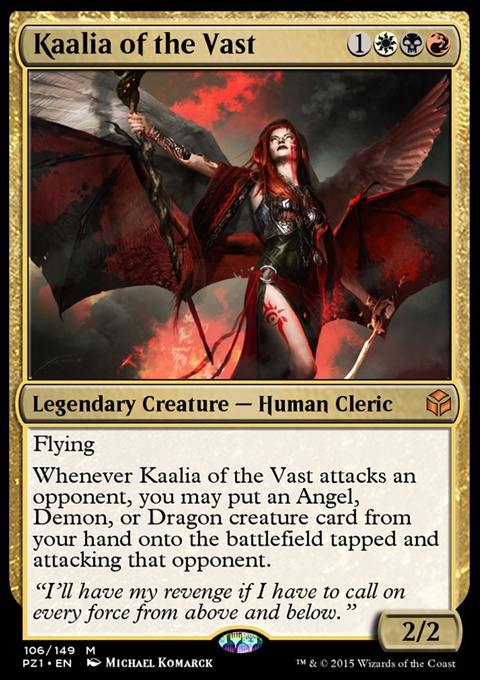 Kaalia of the Vast 1
Legendary Creature — Human Cleric
Flying
Whenever Kaalia of the Vast attacks an
opponent, you may put an Angel,
Demon, or Dragon creature card from
your hand onto the battlefield tapped and
attacking that opponent.
“I’ll have my revenge if I have to call on
every force from above and below.”
2/2
106/149 M
PZ1 • EN Michael Komarck
™ & © 2015 Wizards of the Coast